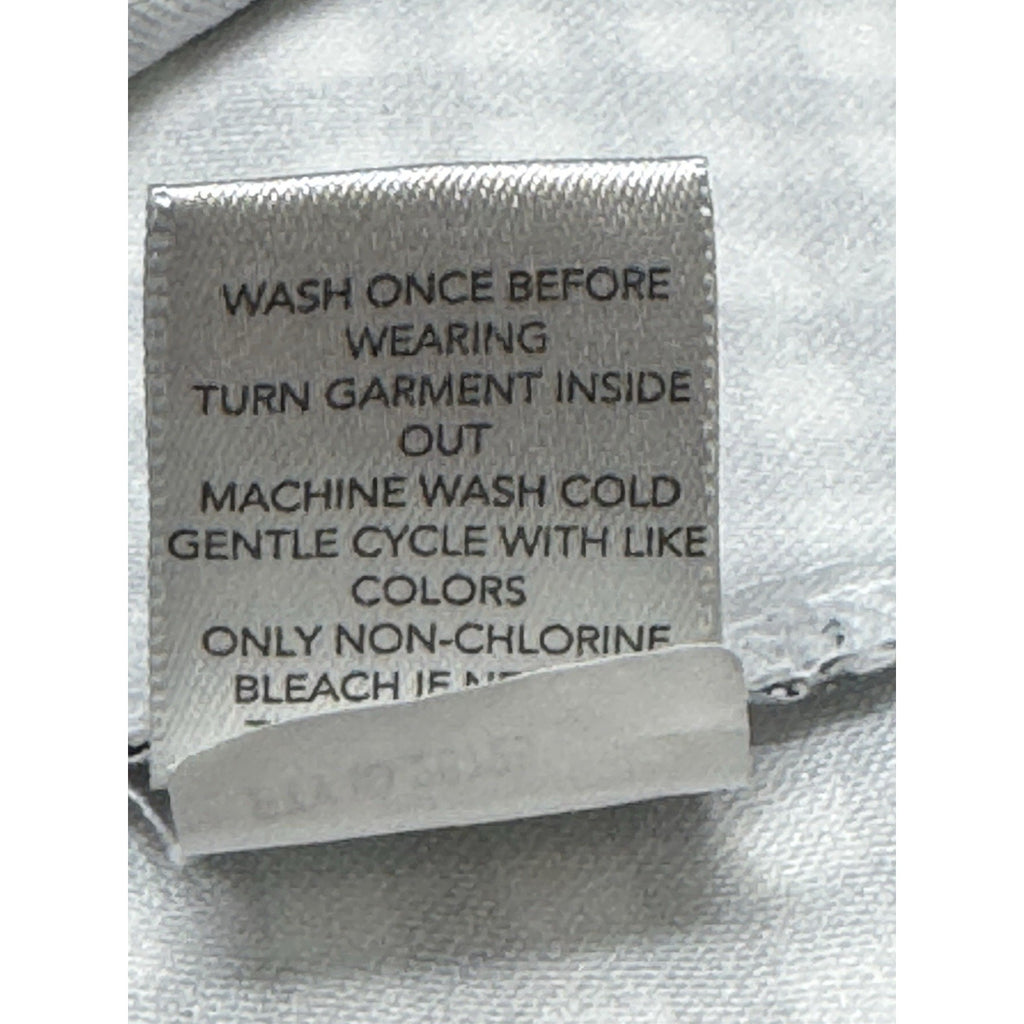 WASH ONCE BEFORE
WEARING
TURN GARMENT INSIDE
OUT
MACHINE WASH COLD
GENTLE CYCLE WITH LIKE
COLORS
ONLY NON-CHLORINE
BLEACH IF